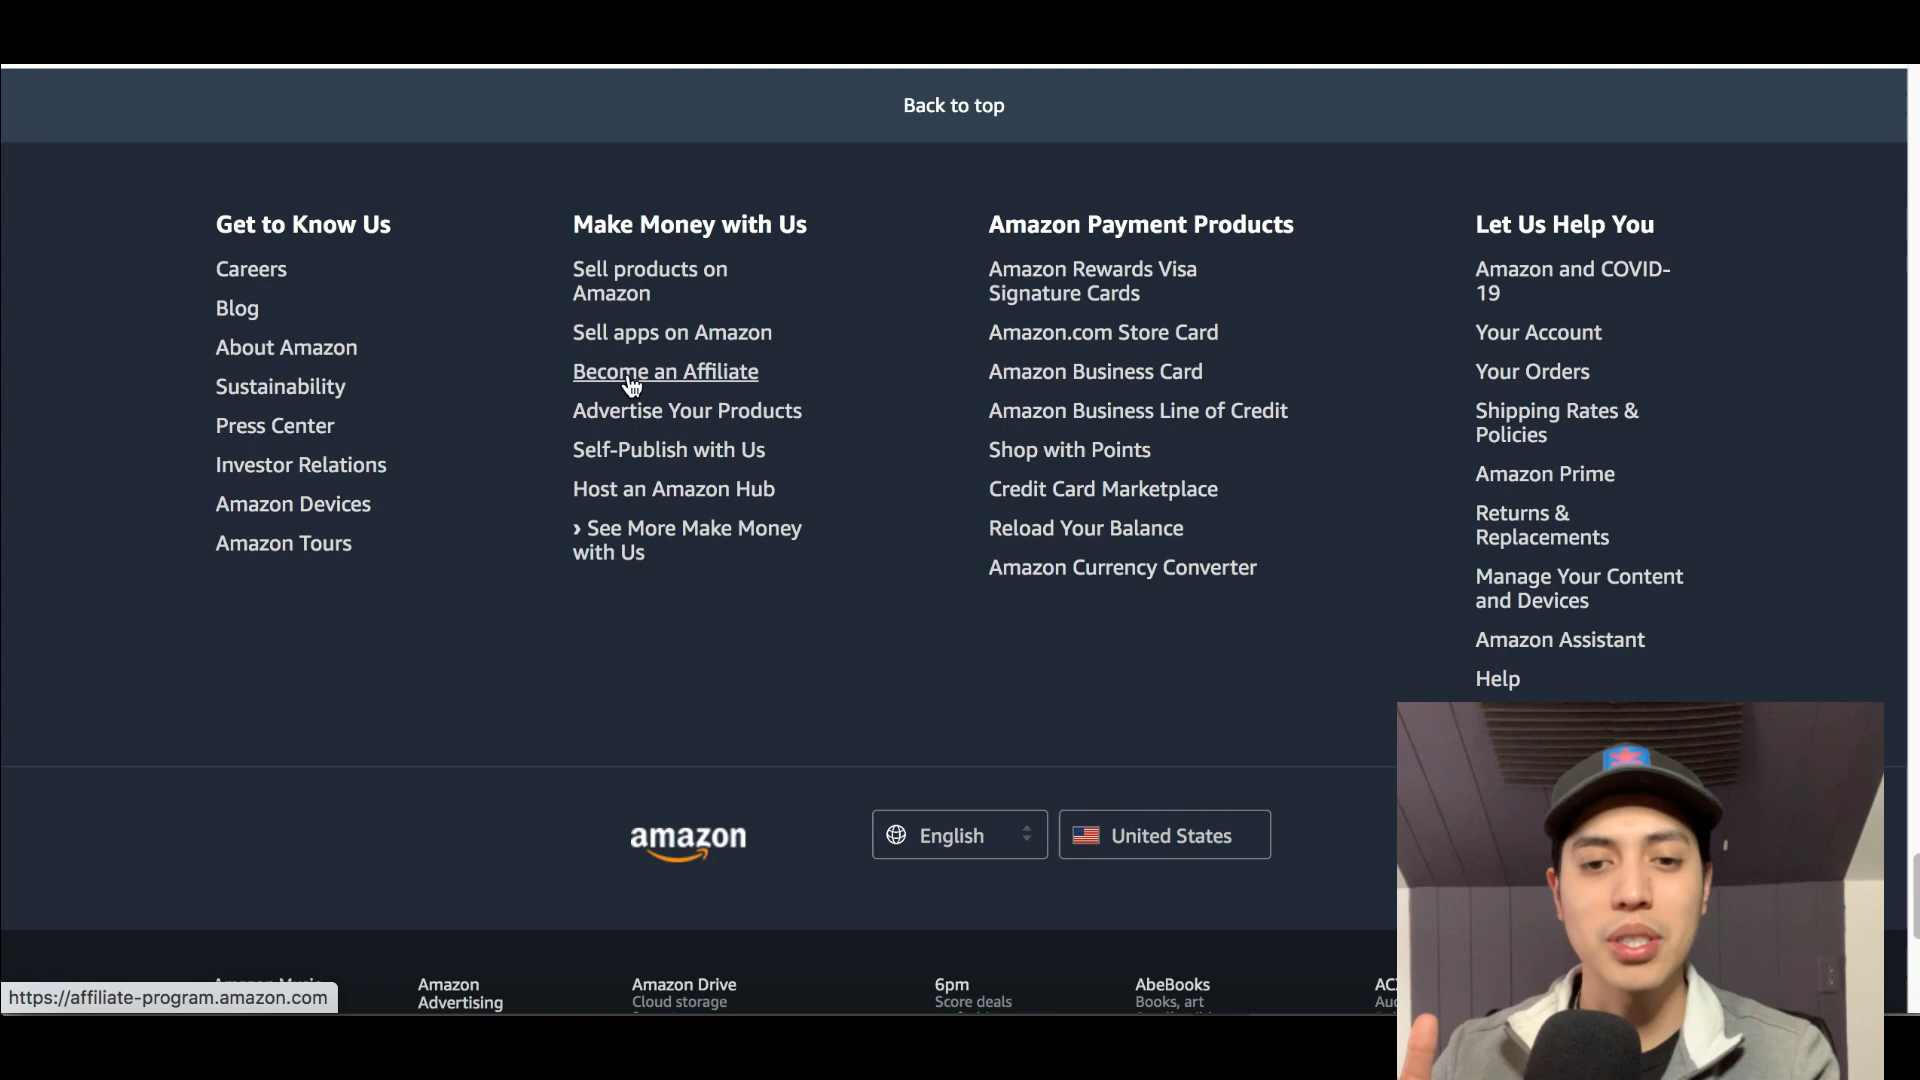 Back to top
Get to Know Us
Careers
Blog
About Amazon
Sustainability
Press Center
Investor Relations
Amazon Devices
Amazon Tours
Make Money with Us
Sell products on
Amazon
Sell apps on Amazon
Become an Affiliate
Advertise Your Products
Self-Publish with Us
Host an Amazon Hub
› See More Make Money
with Us
Amazon Payment Products
Amazon Rewards Visa
Signature Cards
Amazon.com Store Card
Amazon Business Card
Amazon Business Line of Credit
Shop with Points
Credit Card Marketplace
Reload Your Balance
Amazon Currency Converter
Let Us Help You
Amazon and COVID-
19
Your Account
Your Orders
Shipping Rates &
Policies
Amazon Prime
Returns &
Replacements
Manage Your Content
and Devices
Amazon Assistant
Help
amazon
English
United States
https://affiliate-program.amazon.com
Amazon
Advertising
Amazon Drive
Cloud storage
6pm
Score deals
AbeBooks
Books, art